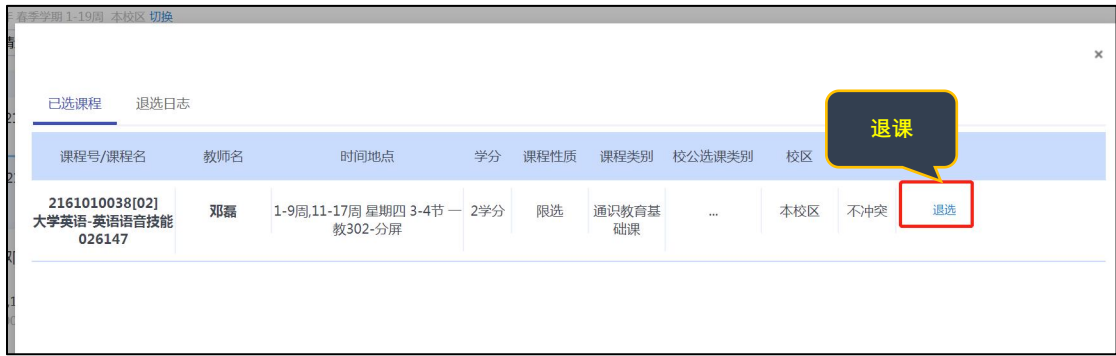 春季学期 1-19周 本校区 切换
×
已选课程 退选日志
退课
课程号/课程名 教师名 时间地点 学分 课程性质 课程类别 校公选课类别 校区
2161010038[02] 邓磊 1-9周,11-17周 星期四 3-4节 一 2学分 限选 通识教育基 ... 本校区 不冲突 退选
大学英语-英语语音技能 教302-分屏 础课
026147